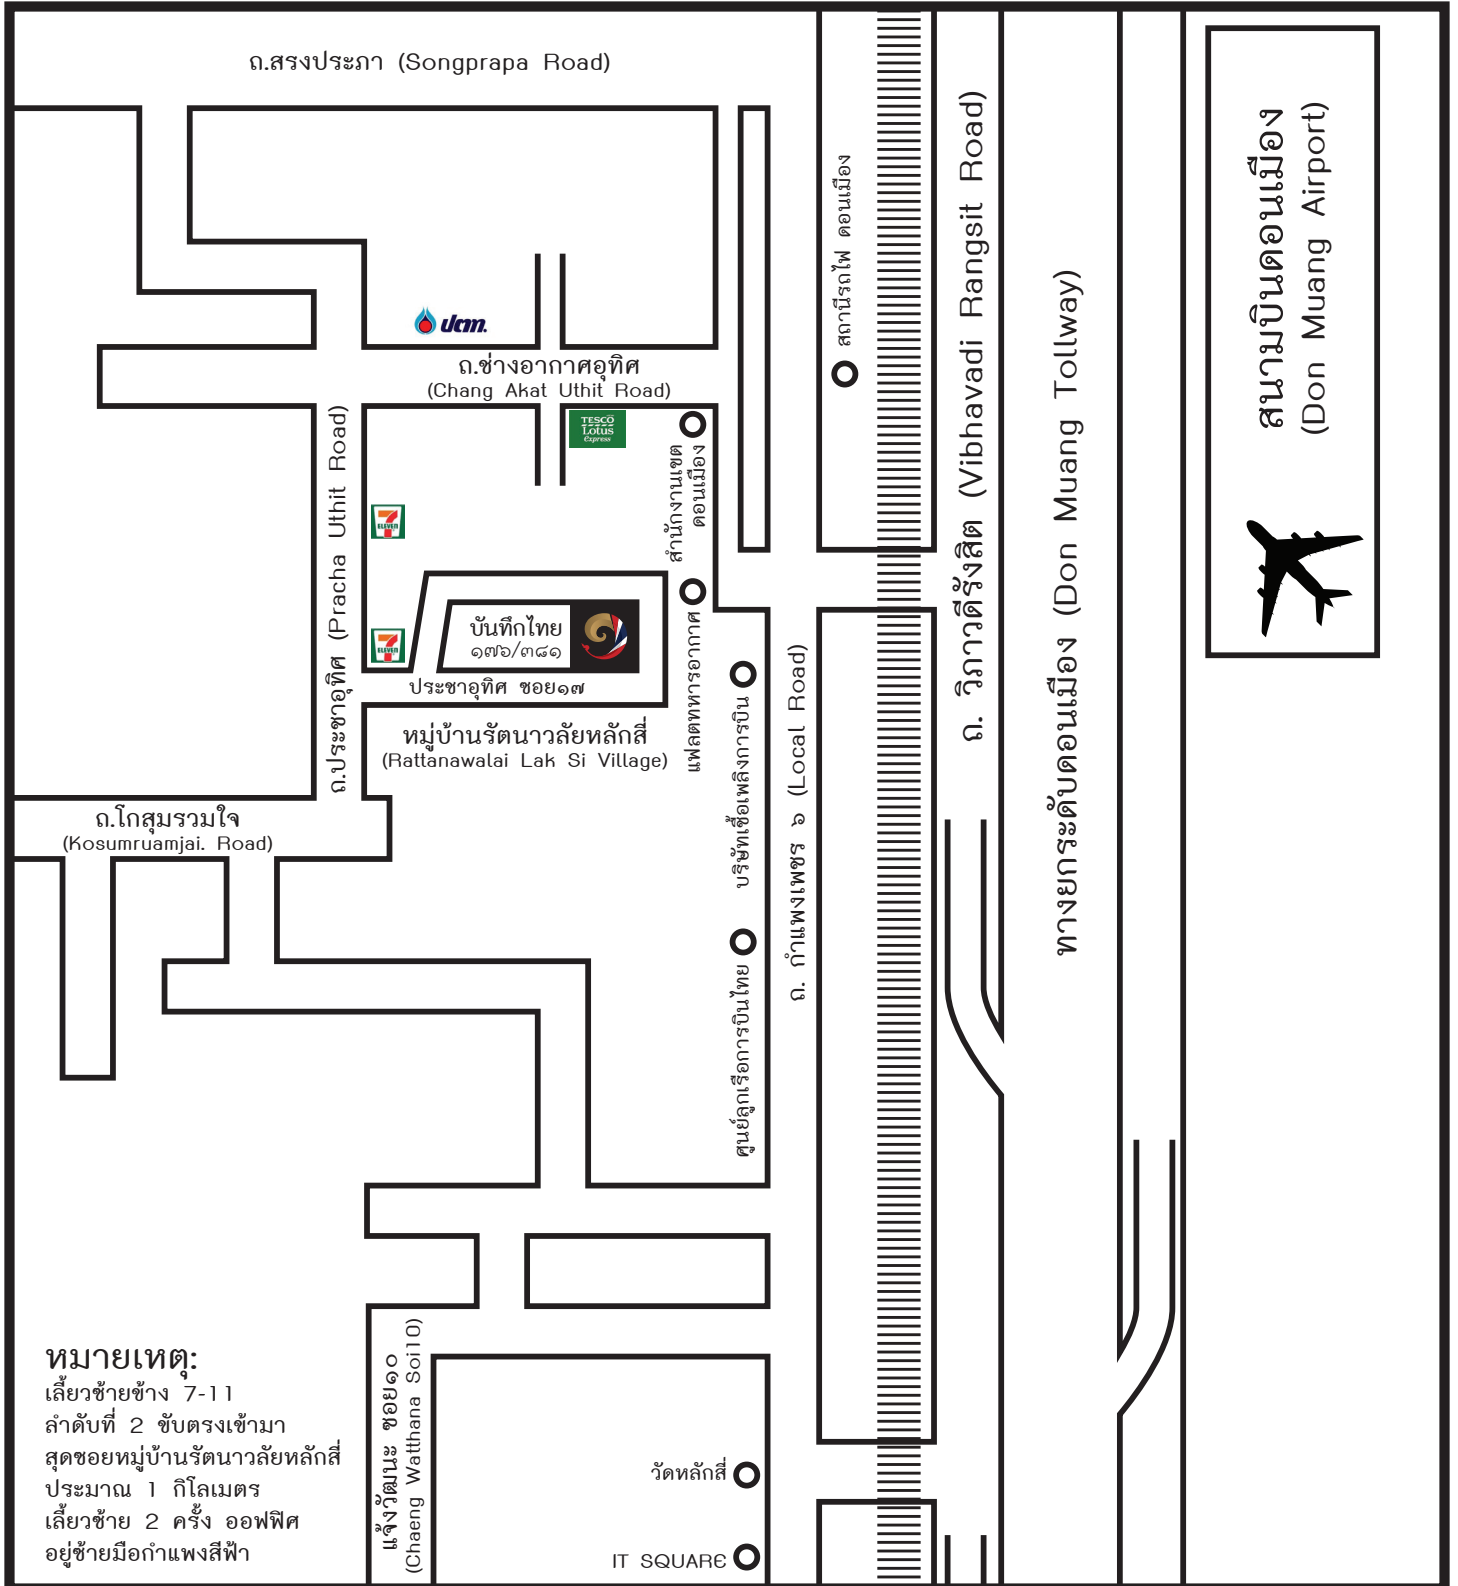 ถ.สรงประภา (Songprapa Road)
ปตท.
ถ.ช่างอากาศอุทิศ
(Chang Akat Uthit Road)
TESCO
Lotus
express
สำนักงานเขต
ดอนเมือง
ถ.ประชาอุทิศ (Pracha Uthit Road)
7
ELEVEN
7
ELEVEN
บันทึกไทย
๑๗๖/๓๘๑
ประชาอุทิศ ซอย๑๗
หมู่บ้านรัตนาวลัยหลักสี่
(Rattanawalai Lak Si Village)
แฟลตทหารอากาศ
ถ.โกสุมรวมใจ
(Kosumruamjai. Road)
บริษัทเชื้อเพลิงการบิน
ศูนย์ลูกเรือการบินไทย
ถ. กำแพงเพชร ๖ (Local Road)
สถานีรถไฟ ดอนเมือง
ถ. วิภาวดีรังสิต (Vibhavadi Rangsit Road)
ทางยกระดับดอนเมือง (Don Muang Tollway)
สนามบินดอนเมือง
(Don Muang Airport)
แจ้งวัฒนะ ซอย๑๐
(Chaeng Watthana Soi10)
วัดหลักสี่
IT SQUARE
หมายเหตุ:
เลี้ยวซ้ายข้าง 7-11
ลำดับที่ 2 ขับตรงเข้ามา
สุดซอยหมู่บ้านรัตนาวลัยหลักสี่
ประมาณ 1 กิโลเมตร
เลี้ยวซ้าย 2 ครั้ง ออฟฟิศ
อยู่ซ้ายมือกำแพงสีฟ้า